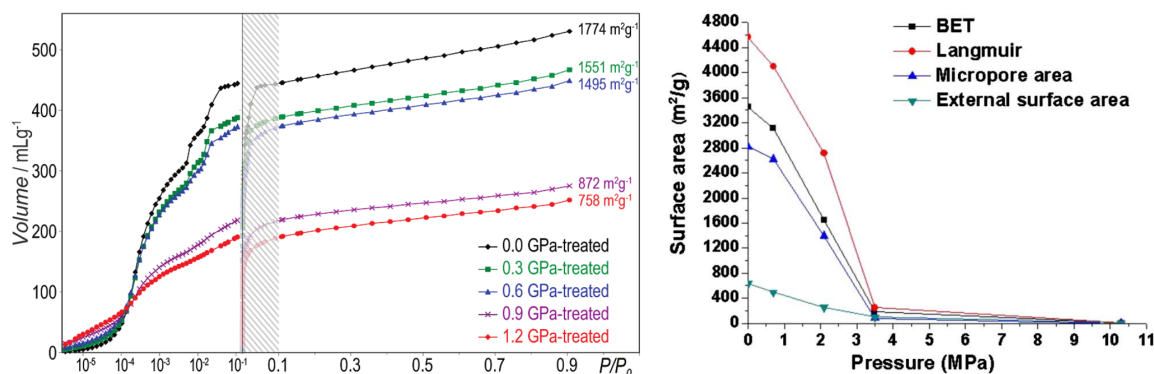 Volume / mLg⁻¹
500
400
300
200
100
0
10⁻⁵ 10⁻⁴ 10⁻³ 10⁻² 10⁻¹ 0.1 0.3 0.5 0.7 P/P₀ 0.9
1774 m²g⁻¹
1551 m²g⁻¹
1495 m²g⁻¹
872 m²g⁻¹
758 m²g⁻¹
0.0 GPa-treated
0.3 GPa-treated
0.6 GPa-treated
0.9 GPa-treated
1.2 GPa-treated
Surface area (m²/g)
4800
4400
4000
3600
3200
2800
2400
2000
1600
1200
800
400
0
0 1 2 3 4 5 6 7 8 9 10 11
Pressure (MPa)
BET
Langmuir
Micropore area
External surface area